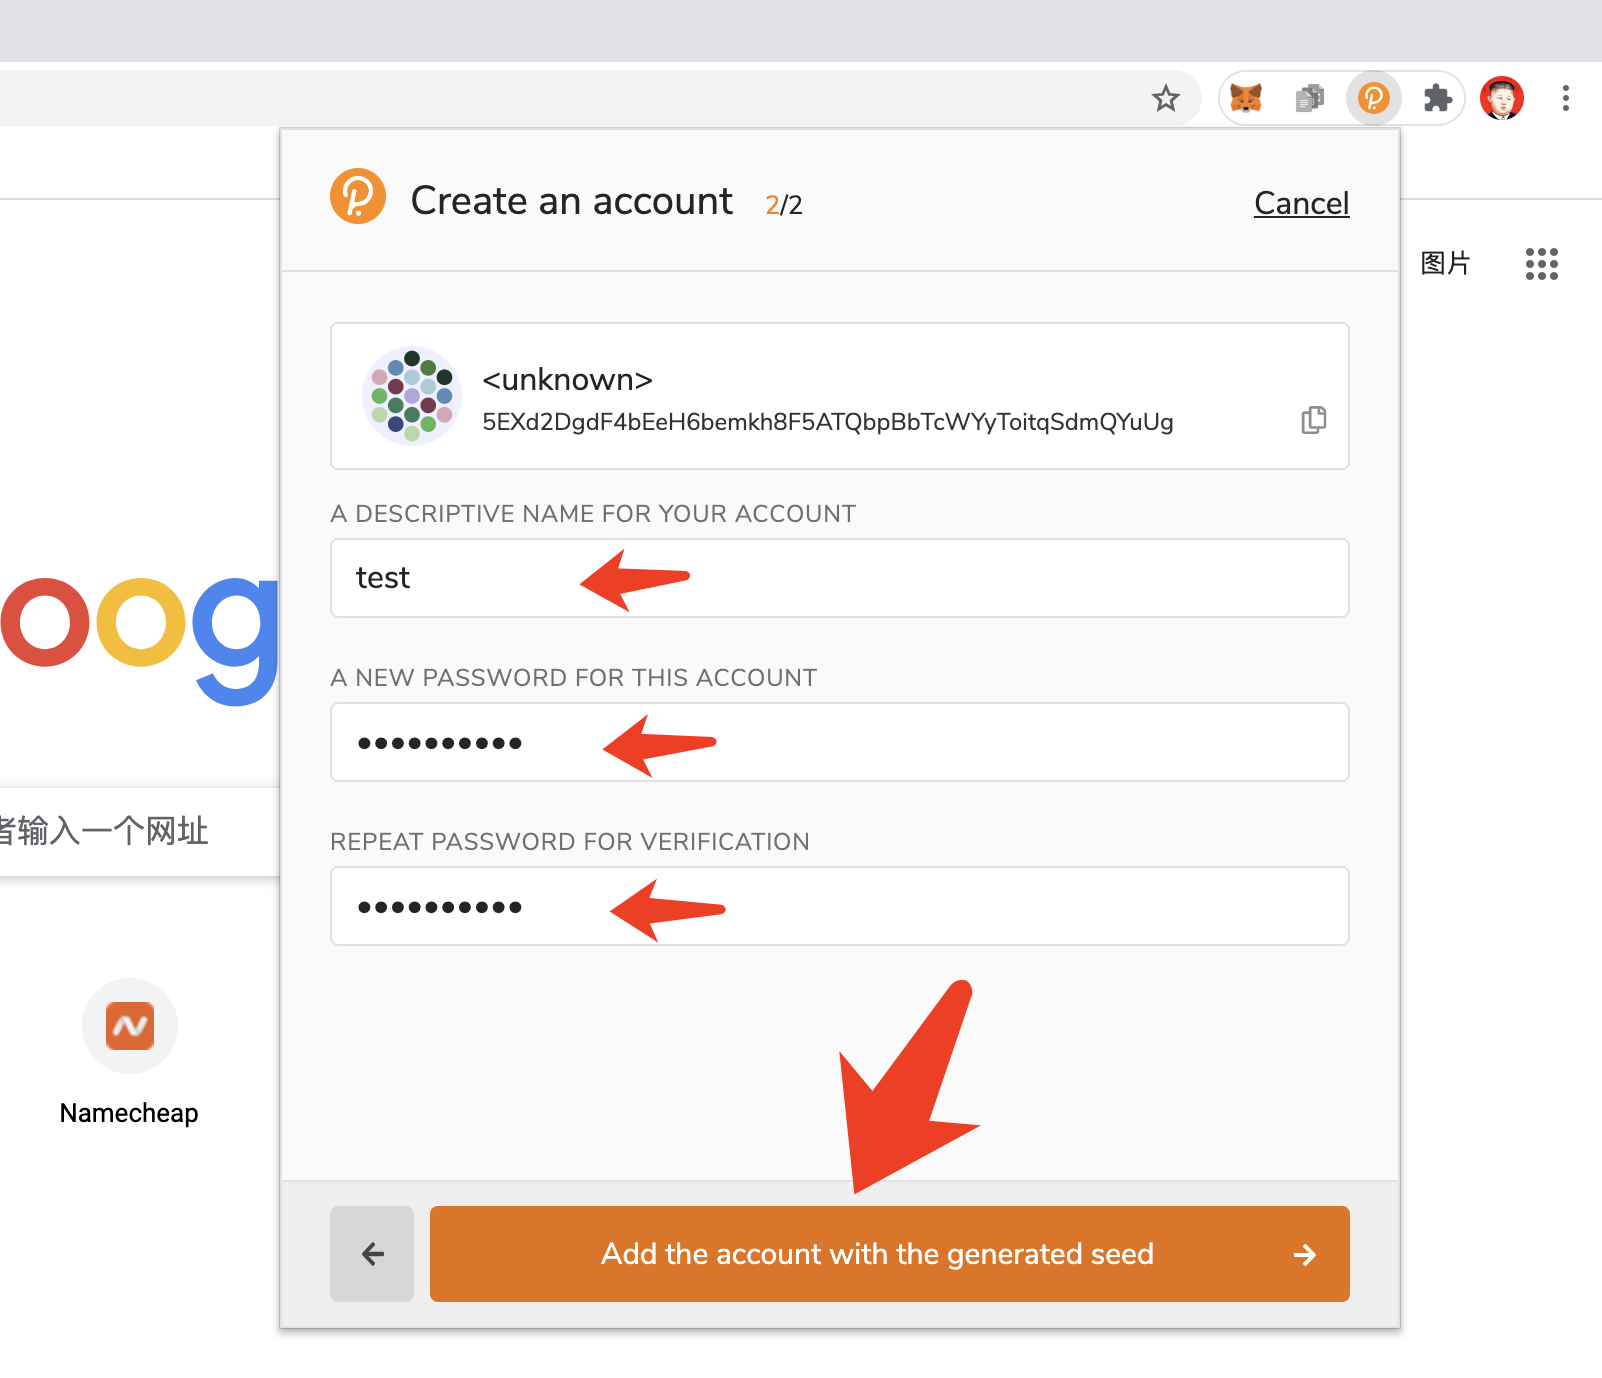 Create an account 2/2
Cancel
图片
<unknown>
5EXd2DgdF4bEeH6bemkh8F5ATQbpBbTcWYyToitqSdmQYuUg
A DESCRIPTIVE NAME FOR YOUR ACCOUNT
test
oog
A NEW PASSWORD FOR THIS ACCOUNT
••••••••••
者输入一个网址
REPEAT PASSWORD FOR VERIFICATION
••••••••••
Namecheap
Add the account with the generated seed